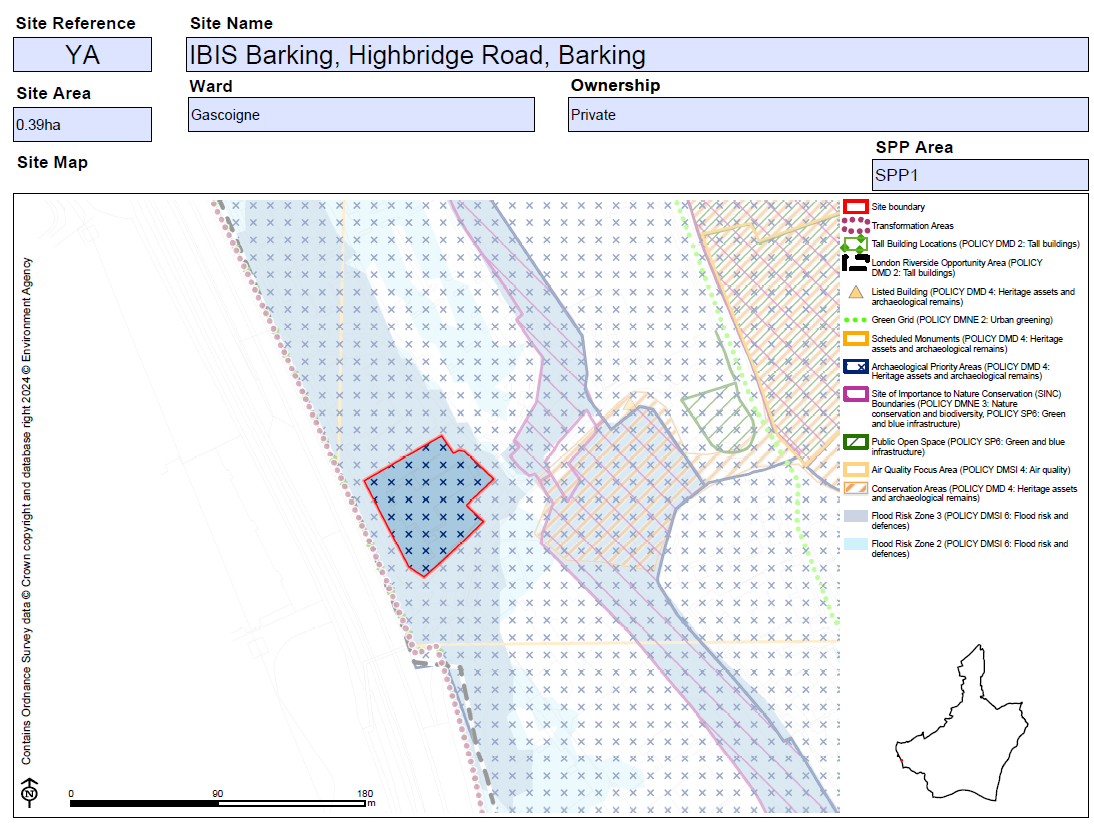 Site Reference
Site Name
YA
IBIS Barking, Highbridge Road, Barking
Site Area
Ward
Ownership
0.39ha
Gascoigne
Private
Site Map
SPP Area
SPP1
Site boundary
Transformation Areas
Tall Building Locations (POLICY DMD 2: Tall buildings)
London Riverside Opportunity Area (POLICY
DMD 2: Tall buildings)
Listed Building (POLICY DMD 4: Heritage assets and
archaeological remains)
Green Grid (POLICY DMNE 2: Urban greening)
Scheduled Monuments (POLICY DMD 4: Heritage
assets and archaeological remains)
Archaeological Priority Areas (POLICY DMD 4:
Heritage assets and archaeological remains)
Site of Importance to Nature Conservation (SINC)
Boundaries (POLICY DMNE 3: Nature
conservation and biodiversity, POLICY SP6: Green
and blue infrastructure)
Public Open Space (POLICY SP6: Green and blue
infrastructure)
Air Quality Focus Area (POLICY DMSI 4: Air quality)
Conservation Areas (POLICY DMD 4: Heritage assets
and archaeological remains)
Flood Risk Zone 3 (POLICY DMSI 6: Flood risk and
defences)
Flood Risk Zone 2 (POLICY DMSI 6: Flood risk and
defences)
Contains Ordnance Survey data © Crown copyright and database right 2024 © Environment Agency
N
0 90 180
m